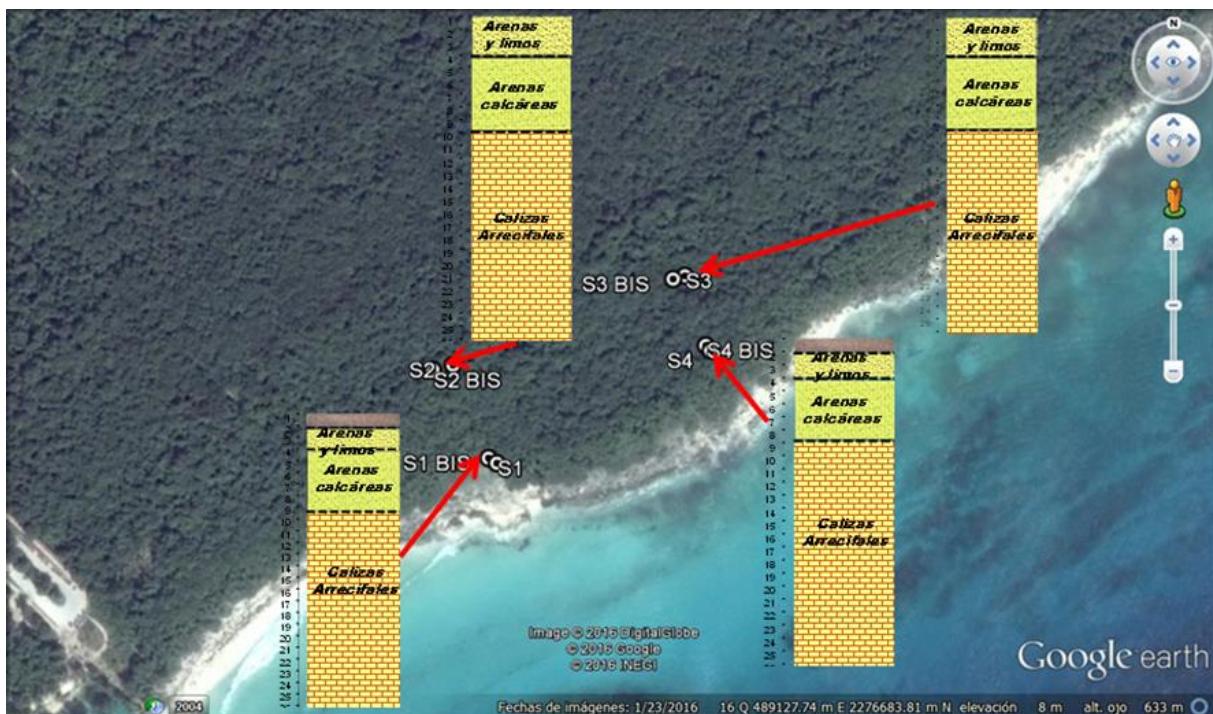 Arenas
y limos
Arenas
calcáreas
Calizas
Arrecifales
Arenas
y limos
Arenas
calcáreas
Calizas
Arrecifales
N
S3 BIS
S3
S2
S2 BIS
S4
S4 BIS
Arenas
y limos
Arenas
calcáreas
Calizas
Arrecifales
S1 BIS
S1
Arenas
y limos
Arenas
calcáreas
Calizas
Arrecifales
Image © 2016 DigitalGlobe
© 2016 Google
© 2016 INEGI
Google earth
2004
Fechas de imágenes: 1/23/2016 16 Q 489127.74 m E 2276683.81 m N elevación 8 m alt. ojo 633 m